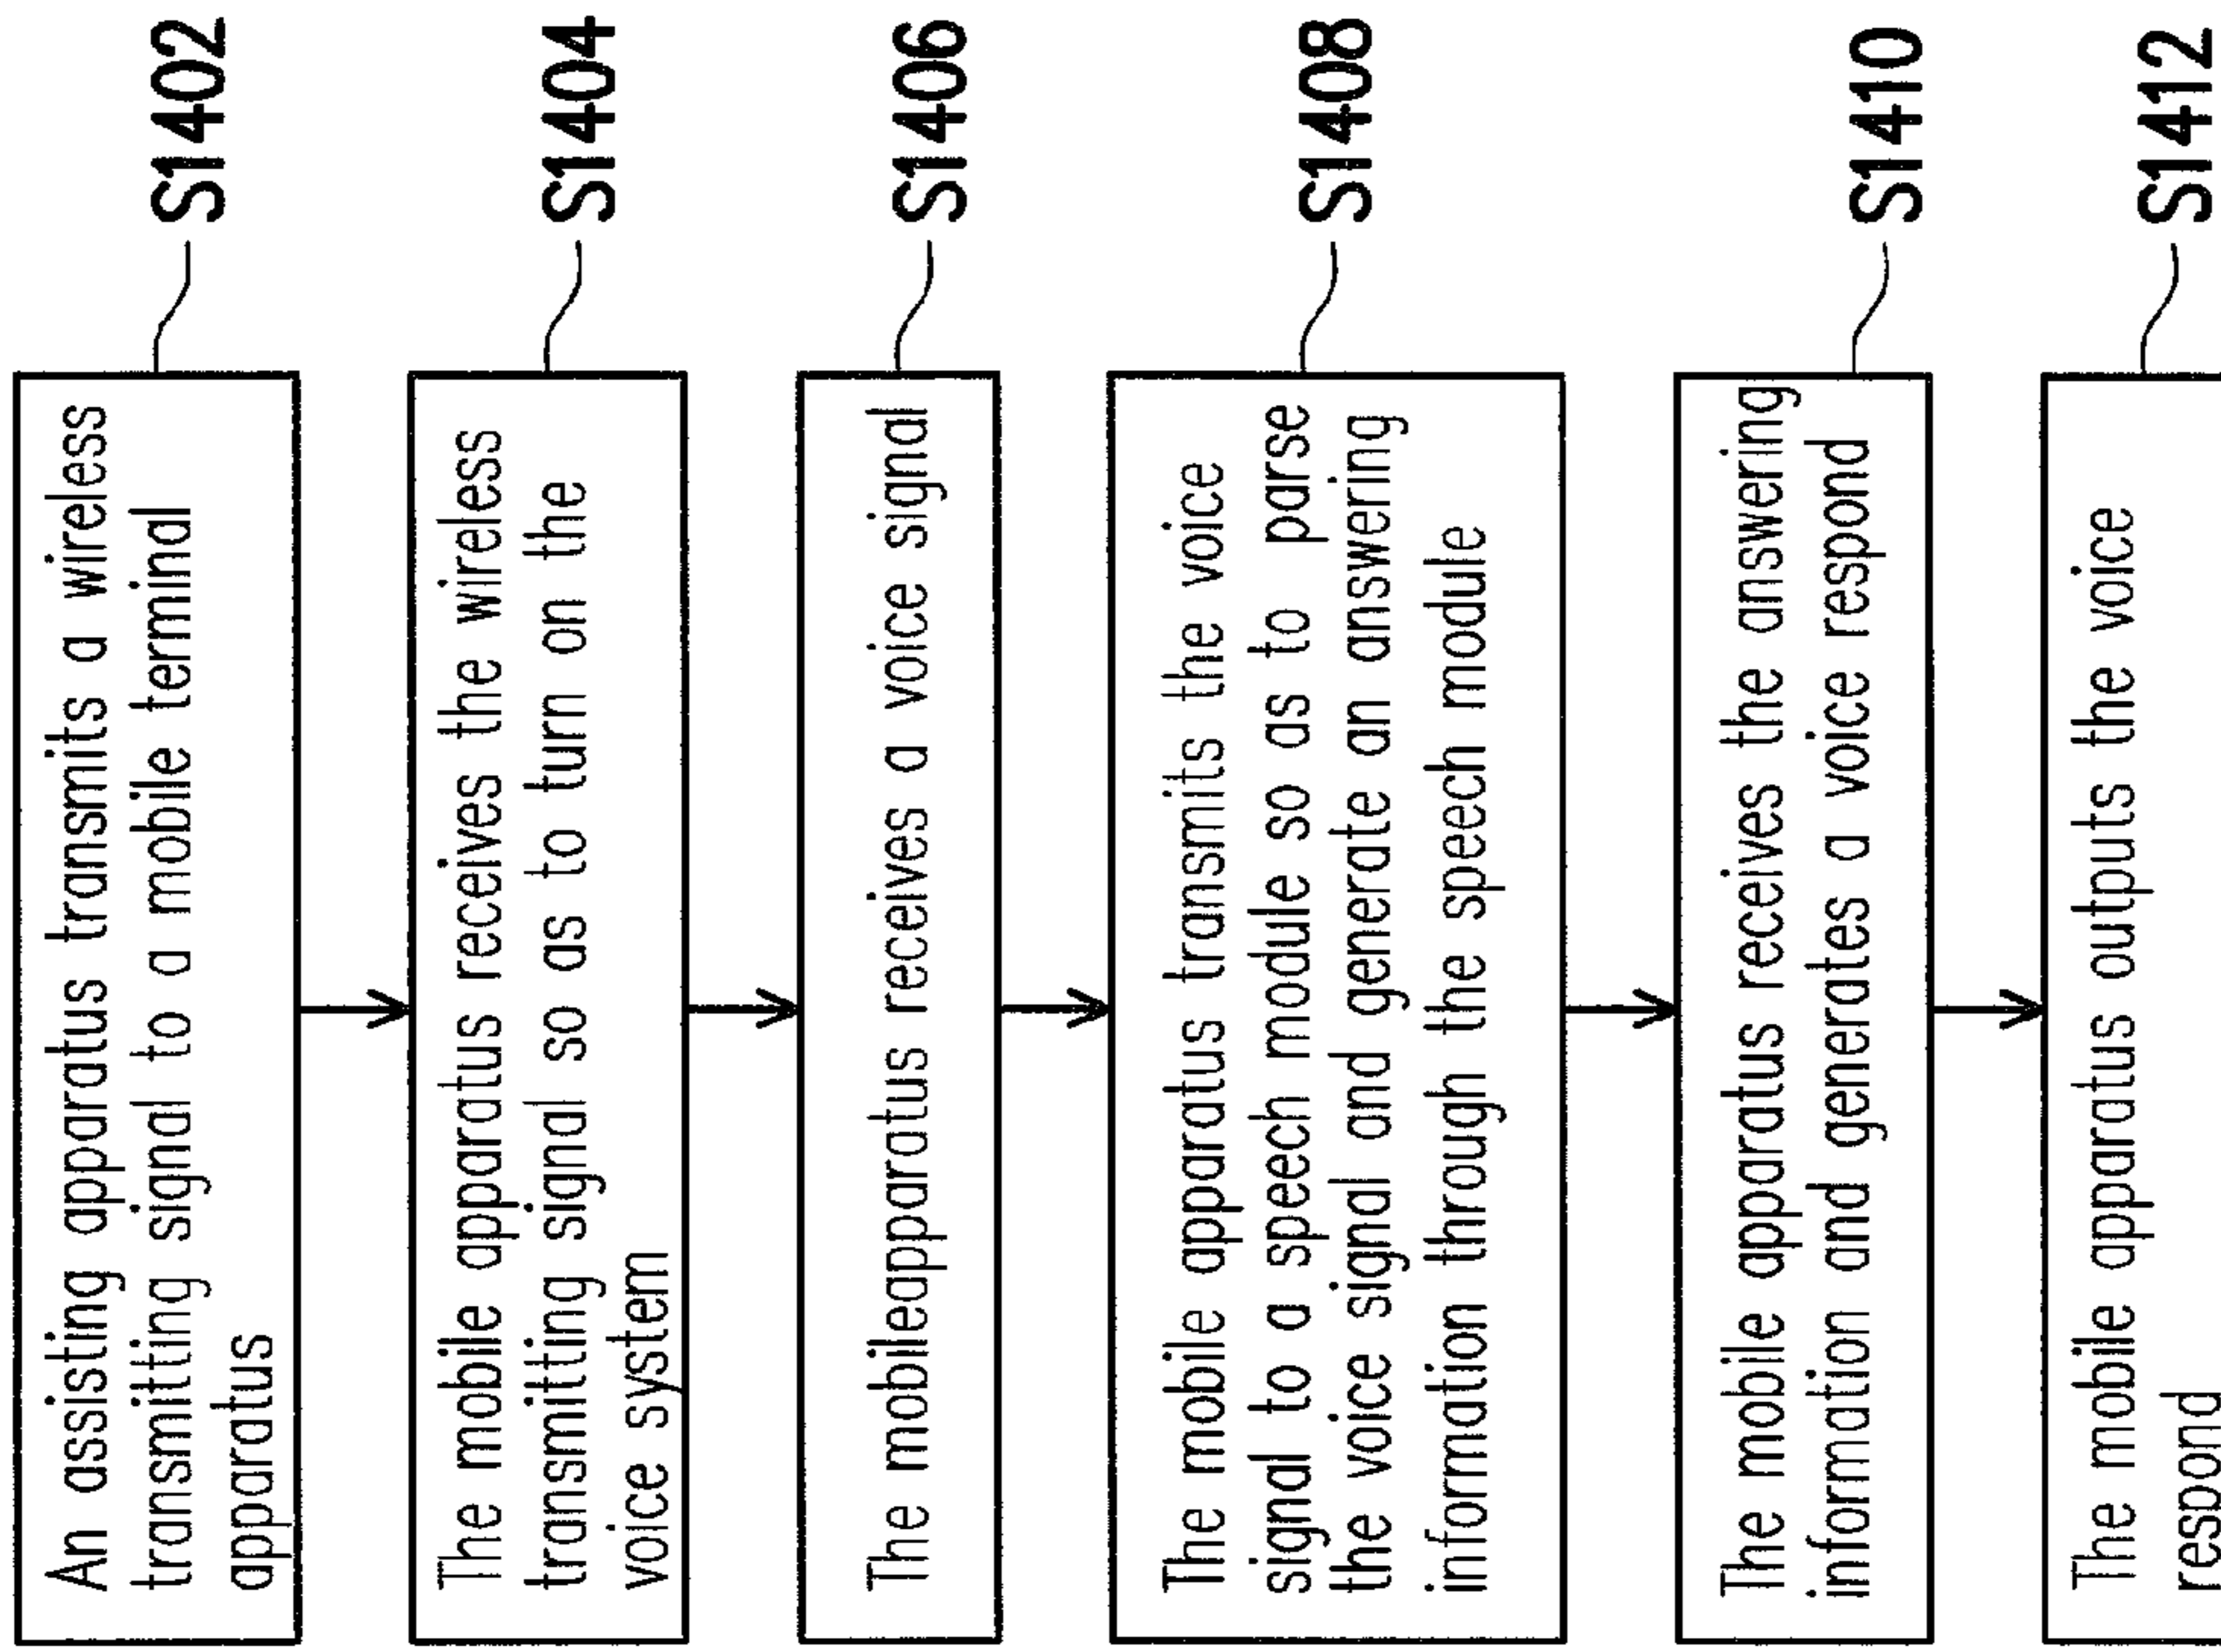 An assisting apparatus transmits a wireless
transmitting signal to a mobile terminal
apparatus
S1402
The mobile apparatus receives the wireless
transmitting signal so as to turn on the
voice system
S1404
The mobileapparatus receives a voice signal
S1406
The mobile apparatus transmits the voice
signal to a speech module so as to parse
the voice signal and generate an answering
information through the speech module
S1408
The mobile apparatus receives the answering
information and generates a voice respond
S1410
The mobile apparatus outputs the voice
respond
S1412